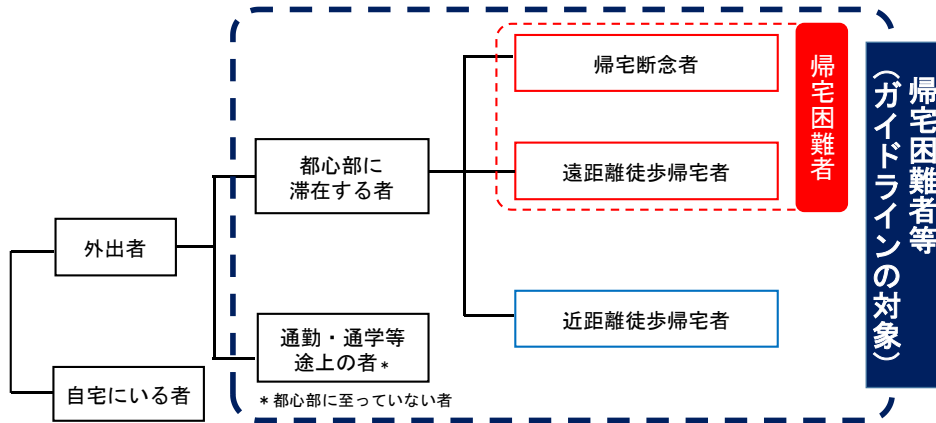 帰宅断念者
帰宅困難者
帰宅困難者等
(ガイドラインの対象)
都心部に
滞在する者
遠距離徒歩帰宅者
外出者
近距離徒歩帰宅者
通勤・通学等
途上の者*
自宅にいる者
*都心部に至っていない者